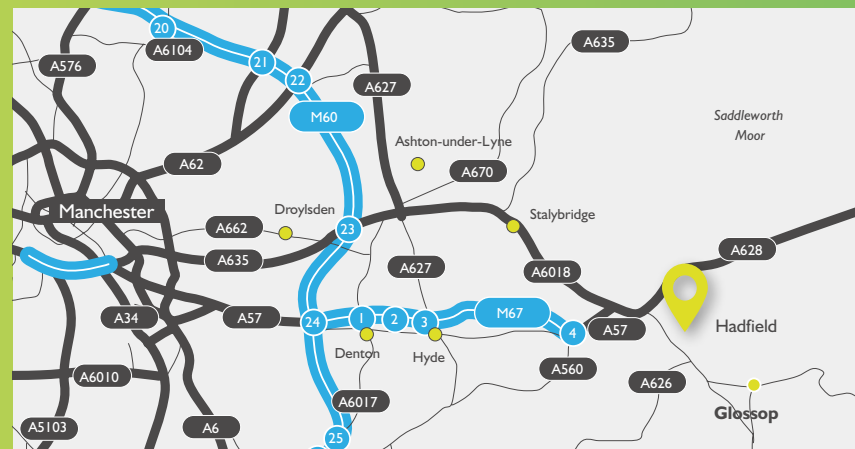 20
A6104
A576
21
22
A635
A627
M60
Saddleworth
Moor
Ashton-under-Lyne
A62
A670
Manchester
Droylsden
Stalybridge
A662
23
A635
A627
A6018
A628
A34
A57
24
1
2
3
M67
4
A57
Hadfield
Denton
Hyde
A560
A6010
A626
A6017
Glossop
A5103
A6
25